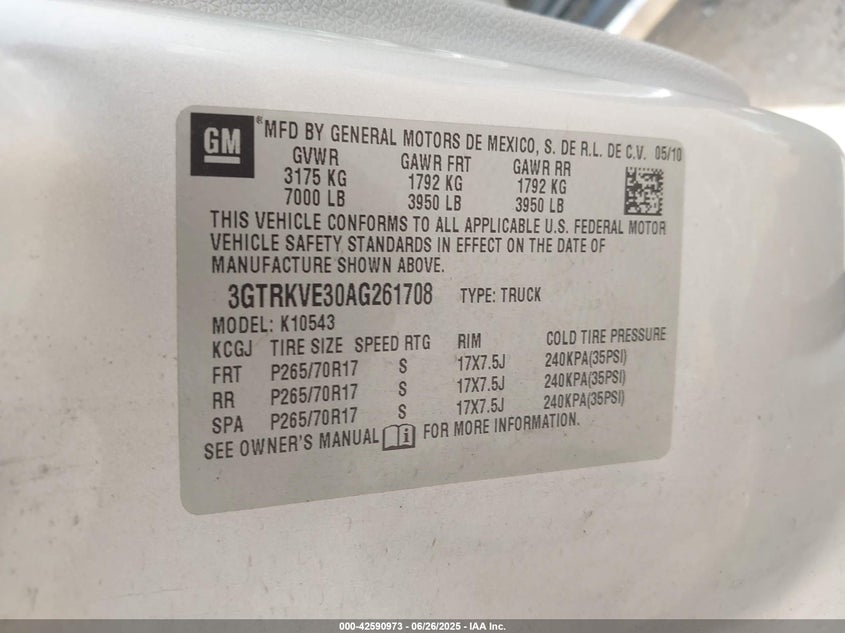 GM ® MFD BY GENERAL MOTORS DE MEXICO, S. DE R.L. DE C.V. 05/10
GVWR GAWR FRT GAWR RR
3175 KG 1792 KG 1792 KG
7000 LB 3950 LB 3950 LB
THIS VEHICLE CONFORMS TO ALL APPLICABLE U.S. FEDERAL MOTOR
VEHICLE SAFETY STANDARDS IN EFFECT ON THE DATE OF
MANUFACTURE SHOWN ABOVE.
3GTRKVE30AG261708 TYPE: TRUCK
MODEL: K10543
KCGJ TIRE SIZE SPEED RTG RIM COLD TIRE PRESSURE
FRT P265/70R17 S 17X7.5J 240KPA(35PSI)
RR P265/70R17 S 17X7.5J 240KPA(35PSI)
SPA P265/70R17 S 17X7.5J 240KPA(35PSI)
SEE OWNER'S MANUAL i FOR MORE INFORMATION.
000-42590973 - 06/26/2025 - IAA Inc.